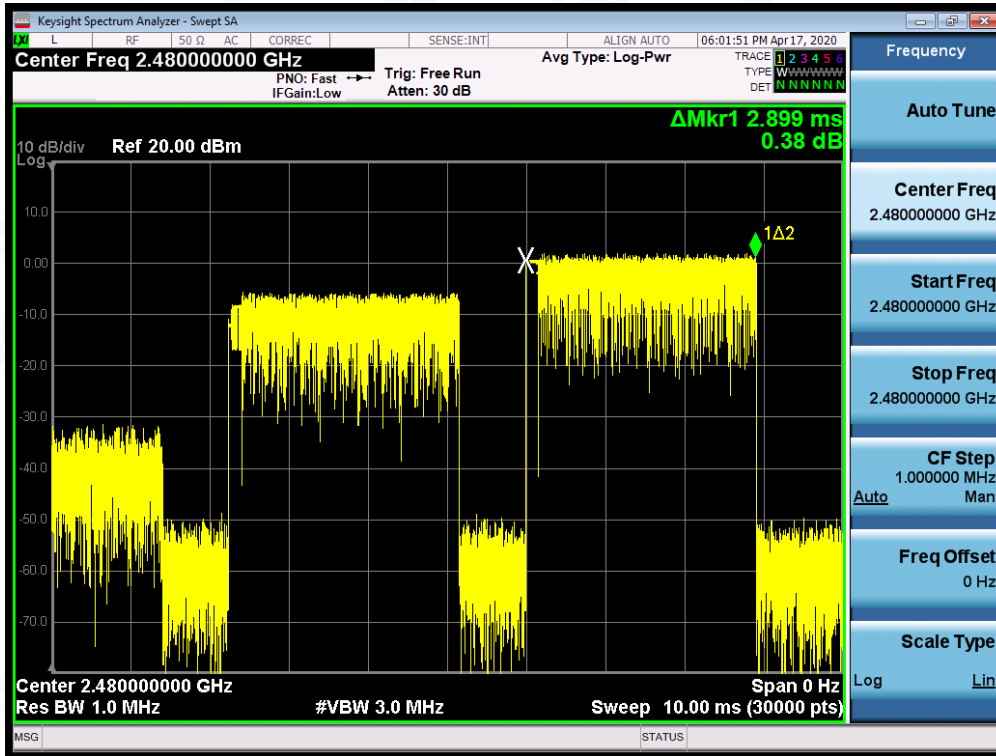 Keysight Spectrum Analyzer - Swept SA
LXI L RF 50 Ω AC CORREC SENSE:INT ALIGN AUTO 06:01:51 PM Apr 17, 2020
Center Freq 2.480000000 GHz
PNO: Fast
IFGain:Low
Trig: Free Run
Atten: 30 dB
Avg Type: Log-Pwr
TRACE 1 2 3 4 5 6
TYPE WWWWWWW
DET N N N N N N
ΔMkr1 2.899 ms
0.38 dB
10 dB/div Ref 20.00 dBm
Log
10.0
0.00
-10.0
-20.0
-30.0
-40.0
-50.0
-60.0
-70.0
1Δ2
Center 2.480000000 GHz Span 0 Hz
Res BW 1.0 MHz #VBW 3.0 MHz Sweep 10.00 ms (30000 pts)
MSG STATUS
Frequency
Auto Tune
Center Freq
2.480000000 GHz
Start Freq
2.480000000 GHz
Stop Freq
2.480000000 GHz
CF Step
1.000000 MHz
Auto Man
Freq Offset
0 Hz
Scale Type
Log Lin